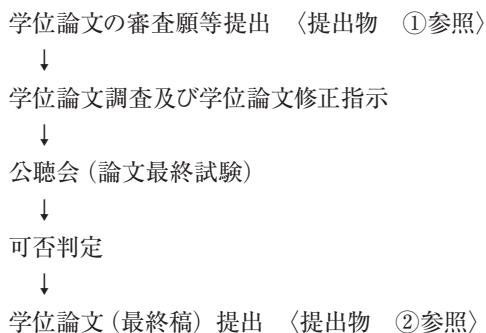 学位論文の審査願等提出 〈提出物 ①参照〉
↓
学位論文調査及び学位論文修正指示
↓
公聴会（論文最終試験）
↓
可否判定
↓
学位論文（最終稿）提出 〈提出物 ②参照〉